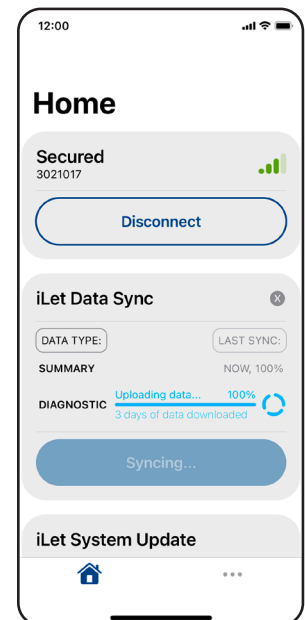 12:00
Home
Secured
3021017
Disconnect
iLet Data Sync
X
DATA TYPE: LAST SYNC:
SUMMARY NOW, 100%
DIAGNOSTIC Uploading data... 100%
3 days of data downloaded
Syncing...
iLet System Update